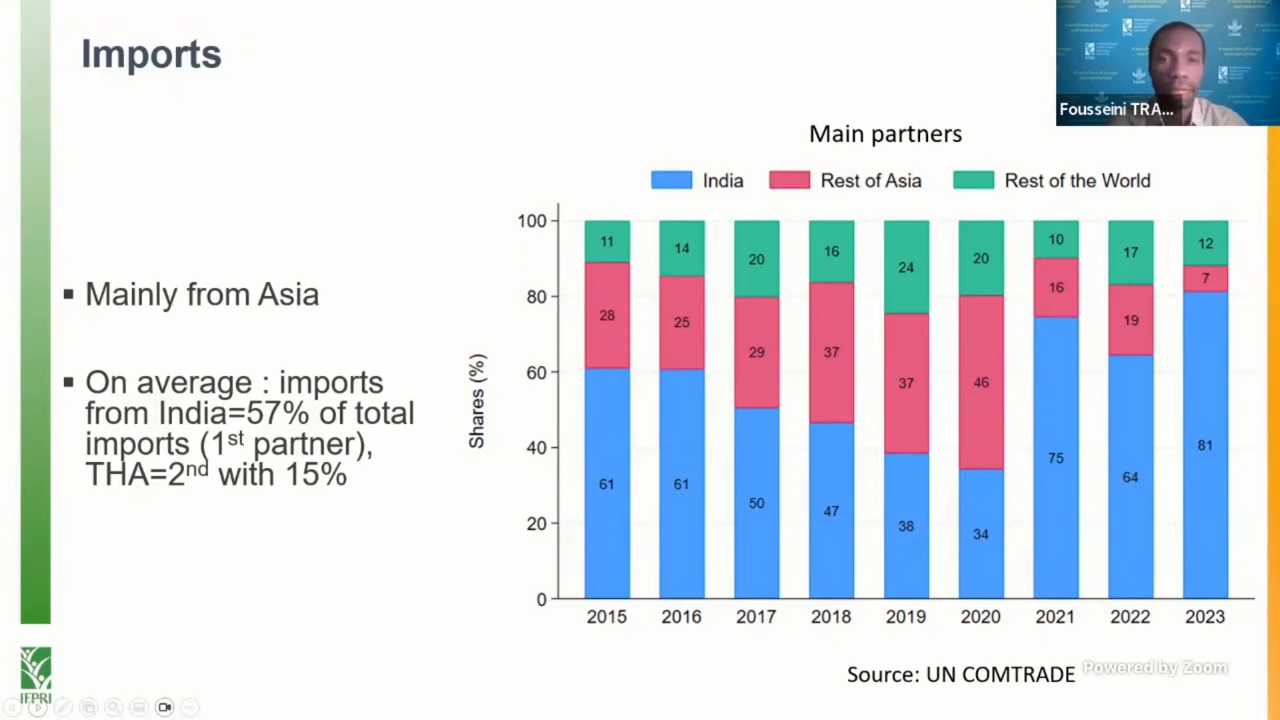 Imports
Fousseini TRA...
Main partners
India
Rest of Asia
Rest of the World
▪ Mainly from Asia
▪ On average : imports
from India=57% of total
imports (1st partner),
THA=2nd with 15%
Shares (%)
100
80
60
40
20
0
11 14 20 16 24 20 10 17 12
28 25 29 37 37 46 16 19 7
61 61 50 47 38 34 75 64 81
2015 2016 2017 2018 2019 2020 2021 2022 2023
Source: UN COMTRADE
Powered by Zoom
IFPRI